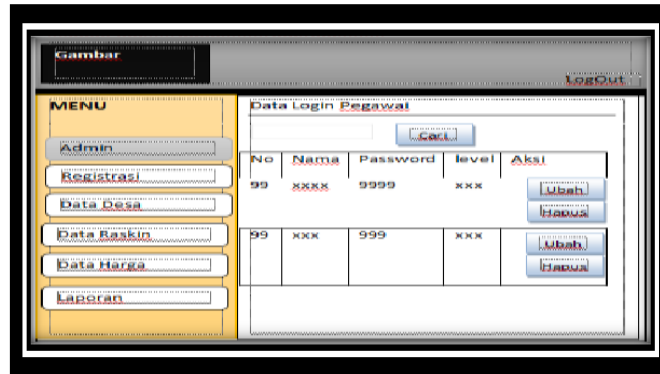 Gambar
LogOut
MENU
Admin
Registrasi
Data Desa
Data Raskin
Data Harga
Laporan
Data Login Pegawai
Cari
No Nama Password level Aksi
99 xxxx 9999 xxx Ubah
Hapus
99 xxx 999 xxx Ubah
Hapus